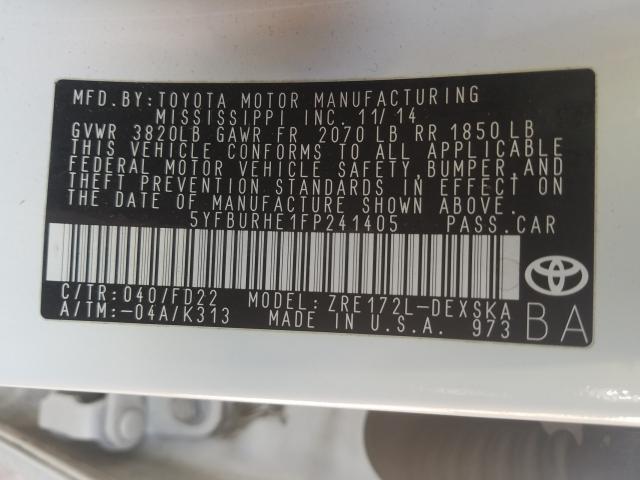 MFD.BY:TOYOTA MOTOR MANUFACTURING
MISSISSIPPI INC. 11/14
GVWR 3820LB GAWR FR 2070 LB RR 1850 LB
THIS VEHICLE CONFORMS TO ALL APPLICABLE
FEDERAL MOTOR VEHICLE SAFETY,BUMPER,AND
THEFT PREVENTION STANDARDS IN EFFECT ON
THE DATE OF MANUFACTURE SHOWN ABOVE.
5YFBURHE1FP241405 PASS.CAR
C/TR:040/FD22 MODEL:ZRE172L-DEXSKA
A/TM:-04A/K313 MADE IN U.S.A. 973
BA